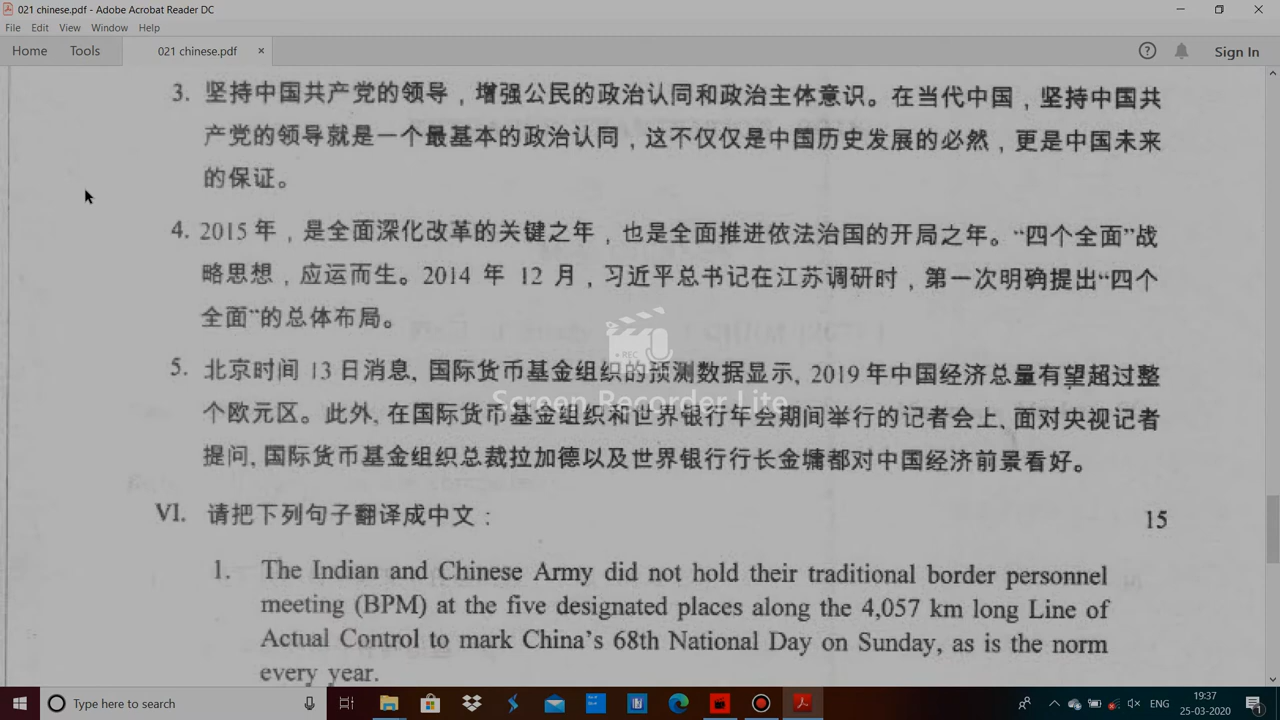 021 chinese.pdf - Adobe Acrobat Reader DC
File Edit View Window Help
Home Tools 021 chinese.pdf × Sign In
3. 坚持中国共产党的领导，增强公民的政治认同和政治主体意识。在当代中国，坚持中国共
产党的领导就是一个最基本的政治认同，这不仅仅是中国历史发展的必然，更是中国未来
的保证。
4. 2015 年，是全面深化改革的关键之年，也是全面推进依法治国的开局之年。“四个全面”战
略思想，应运而生。2014 年 12 月，习近平总书记在江苏调研时，第一次明确提出“四个
全面”的总体布局。
5. 北京时间 13 日消息, 国际货币基金组织的预测数据显示, 2019 年中国经济总量有望超过整
个欧元区。此外, 在国际货币基金组织和世界银行年会期间举行的记者会上、面对央视记者
提问, 国际货币基金组织总裁拉加德以及世界银行行长金墉都对中国经济前景看好。
REC
Screen Recorder Lite
VI. 请把下列句子翻译成中文： 15
1. The Indian and Chinese Army did not hold their traditional border personnel
meeting (BPM) at the five designated places along the 4,057 km long Line of
Actual Control to mark China's 68th National Day on Sunday, as is the norm
every year.
Type here to search
ENG
19:37
25-03-2020
1